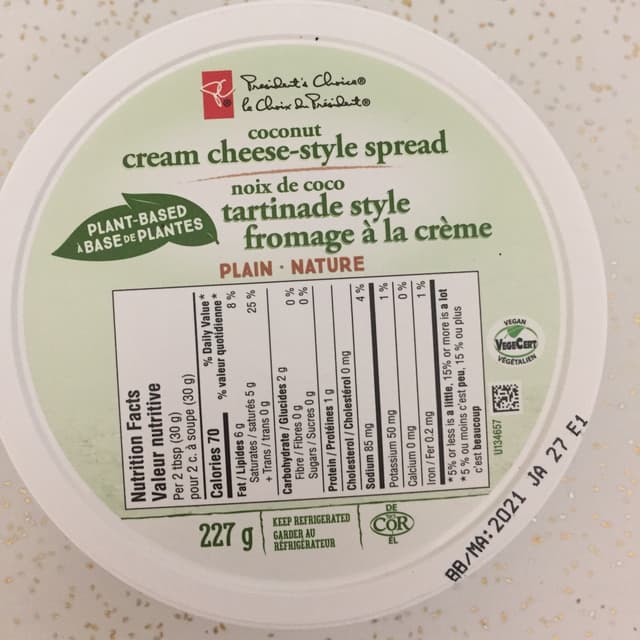 President's Choice®
le Choix du Président®
coconut
cream cheese-style spread
noix de coco
tartinade style
fromage à la crème
PLANT-BASED
À BASE DE PLANTES
PLAIN · NATURE
Nutrition Facts
Valeur nutritive
Per 2 tbsp (30 g)
pour 2 c. à soupe (30 g)
% Daily Value*
Calories 70 % valeur quotidienne*
Fat / Lipides 6 g 8 %
Saturates / saturés 5 g 25 %
+ Trans / trans 0 g
Carbohydrate / Glucides 2 g
Fibre / Fibres 0 g 0 %
Sugars / Sucres 0 g 0 %
Protein / Protéines 1 g
Cholesterol / Cholestérol 0 mg
Sodium 85 mg 4 %
Potassium 50 mg 1 %
Calcium 0 mg 0 %
Iron / Fer 0.2 mg 1 %
*5% or less is a little, 15% or more is a lot
*5 % ou moins c'est peu, 15 % ou plus
c'est beaucoup
VEGAN
VEGECERT
VÉGÉTALIEN
U134657
227 g
KEEP REFRIGERATED
GARDER AU
RÉFRIGÉRATEUR
DE
COR
EL
BB/MA: 2021 JA 27 E1